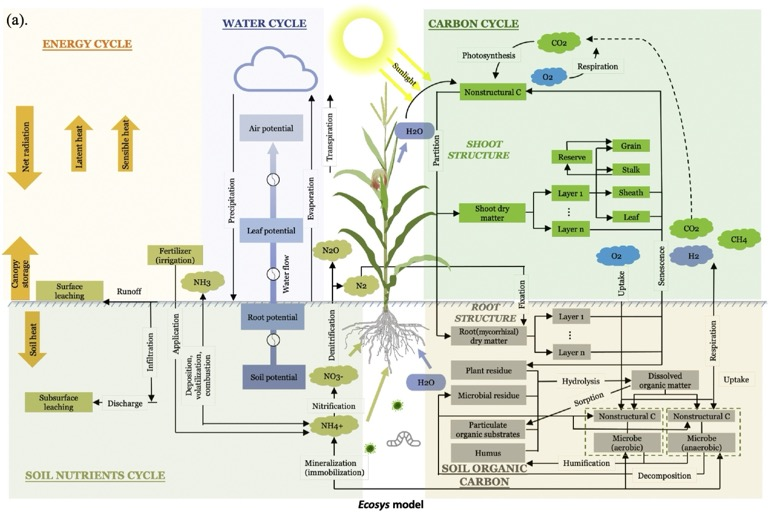 (a).
ENERGY CYCLE
WATER CYCLE
CARBON CYCLE
Net radiation
Latent heat
Sensible heat
Canopy
storage
Soil heat
Air potential
Leaf potential
Root potential
Soil potential
Water flow
Precipitation
Evaporation
Transpiration
Sunlight
H2O
Photosynthesis
CO2
O2
Respiration
Nonstructural C
Partition
SHOOT
STRUCTURE
Reserve
Grain
Stalk
Sheath
Leaf
Shoot dry
matter
Layer 1
Layer n
Senescence
O2
CO2
H2
CH4
Uptake
Fertilizer
(irrigation)
NH3
N2O
N2
Surface
leaching
Runoff
Infiltration
Application
Deposition,
volatilization,
combustion
Denitrification
Fixation
Subsurface
leaching
Discharge
NO3-
Nitrification
NH4+
Mineralization
(immobilization)
H2O
ROOT
STRUCTURE
Root(mycorrhizal)
dry matter
Layer 1
Layer n
Respiration
Uptake
Plant residue
Microbial residue
Particulate
organic substrates
Humus
Hydrolysis
Sorption
Dissolved
organic matter
Nonstructural C
Nonstructural C
Microbe
(aerobic)
Microbe
(anaerobic)
Humification
Decomposition
SOIL NUTRIENTS CYCLE
SOIL ORGANIC
CARBON
Ecosys model